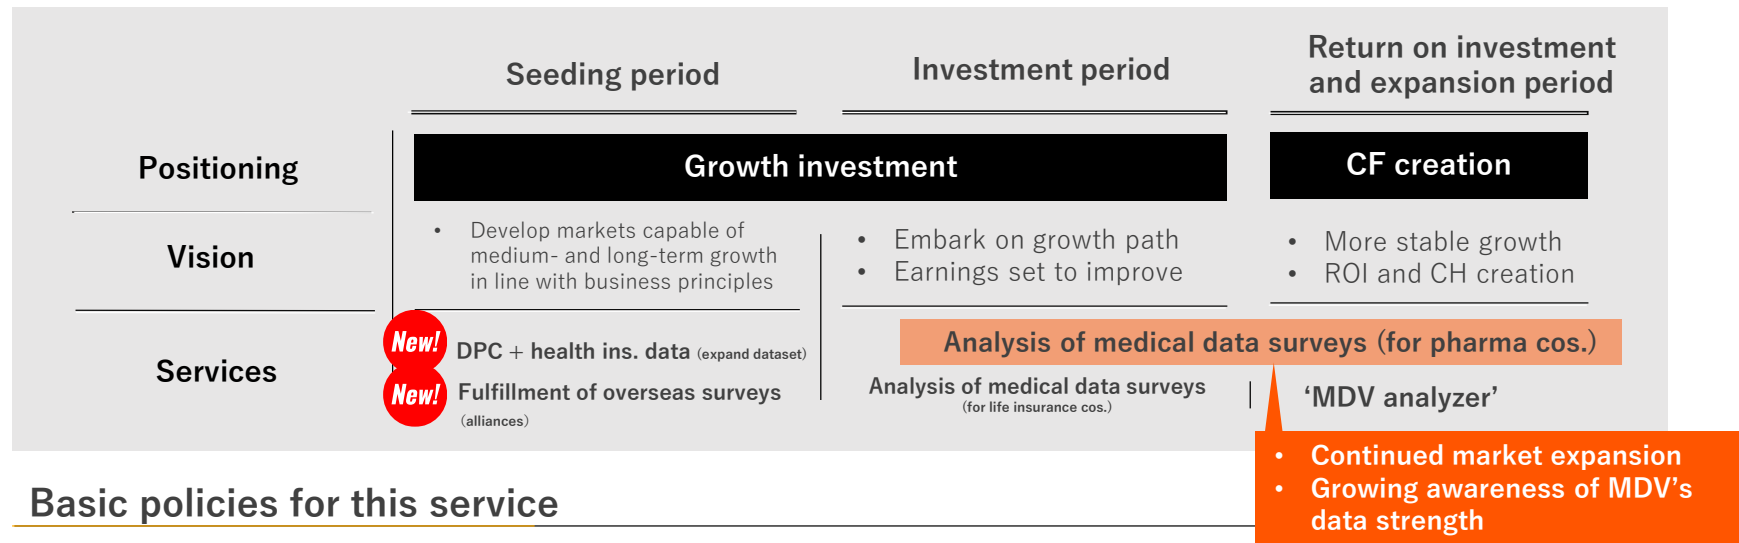 Seeding period
Investment period
Return on investment
and expansion period
Positioning
Growth investment
CF creation
Vision
• Develop markets capable of
medium- and long-term growth
in line with business principles
• Embark on growth path
• Earnings set to improve
• More stable growth
• ROI and CH creation
Services
New!
DPC + health ins. data (expand dataset)
New!
Fulfillment of overseas surveys
(alliances)
Analysis of medical data surveys (for pharma cos.)
Analysis of medical data surveys
(for life insurance cos.)
‘MDV analyzer’
• Continued market expansion
• Growing awareness of MDV’s
data strength
Basic policies for this service